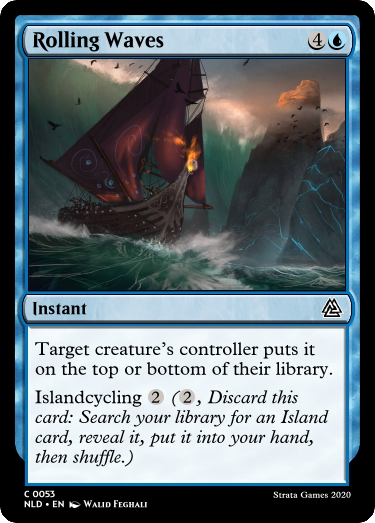 Rolling Waves 4
Instant
Target creature's controller puts it
on the top or bottom of their library.
Islandcycling 2 (2, Discard this
card: Search your library for an Island
card, reveal it, put it into your hand,
then shuffle.)
C 0053
NLD • EN Walid Feghali
Strata Games 2020